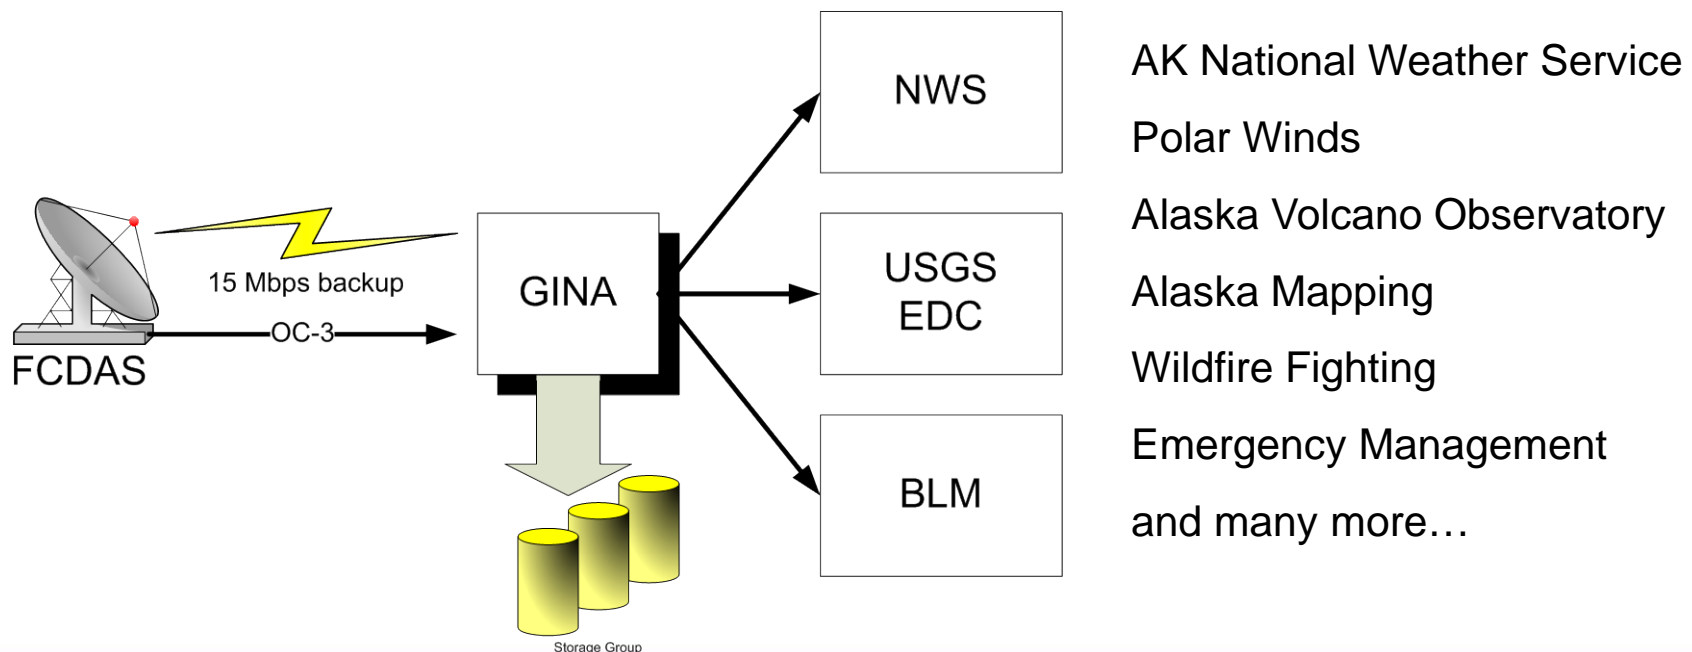 NWS
AK National Weather Service
Polar Winds
Alaska Volcano Observatory
15 Mbps backup
GINA
USGS
EDC
Alaska Mapping
OC-3
FCDAS
Wildfire Fighting
Emergency Management
BLM
and many more…
Storage Group